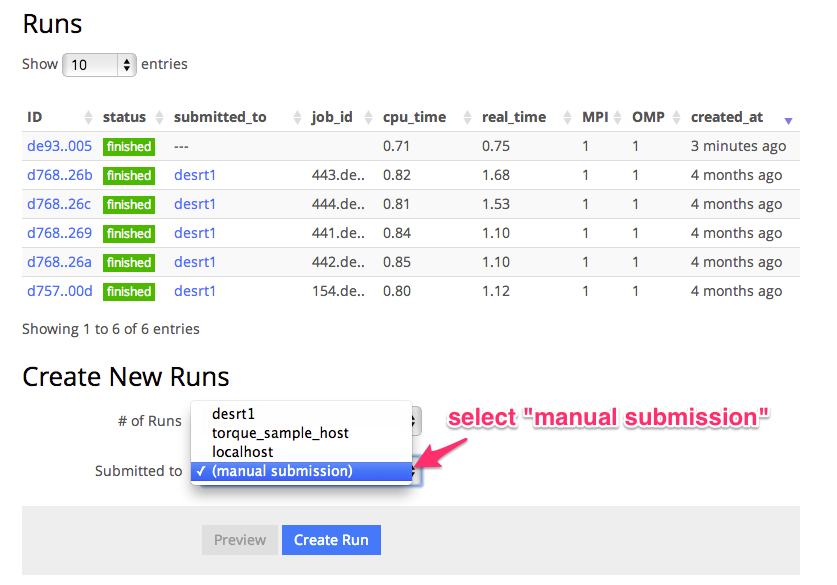 Runs
Show 10 entries
ID status submitted_to job_id cpu_time real_time MPI OMP created_at
de93..005 finished --- 0.71 0.75 1 1 3 minutes ago
d768..26b finished desrt1 443.de.. 0.82 1.68 1 1 4 months ago
d768..26c finished desrt1 444.de.. 0.81 1.53 1 1 4 months ago
d768..269 finished desrt1 441.de.. 0.84 1.10 1 1 4 months ago
d768..26a finished desrt1 442.de.. 0.85 1.10 1 1 4 months ago
d757..00d finished desrt1 154.de.. 0.80 1.12 1 1 4 months ago
Showing 1 to 6 of 6 entries
Create New Runs
# of Runs
desrt1
torque_sample_host
localhost
Submitted to ✓ (manual submission)
select "manual submission"
Preview Create Run